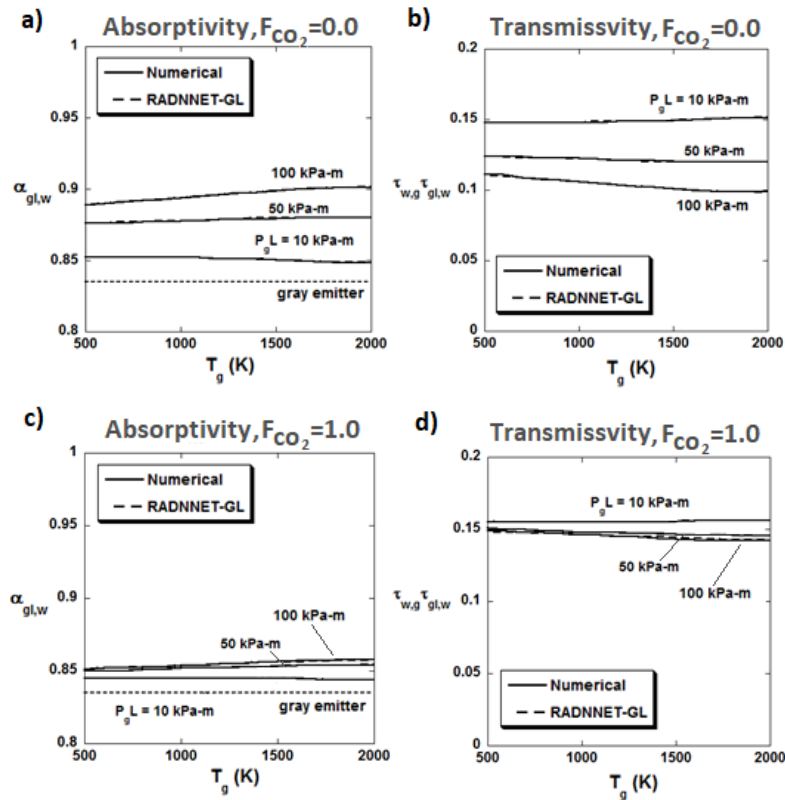 a) Absorptivity, F_CO₂=0.0
1
Numerical
RADNNET-GL
0.95
α_gl,w
0.9
100 kPa-m
50 kPa-m
P_gL = 10 kPa-m
0.85
gray emitter
0.8
500 1000 1500 2000
T_g (K)
b) Transmissvity, F_CO₂=0.0
0.2
P_gL = 10 kPa-m
0.15
50 kPa-m
τ_w,g τ_gl,w
0.1
100 kPa-m
Numerical
RADNNET-GL
0.05
0
500 1000 1500 2000
T_g (K)
c) Absorptivity, F_CO₂=1.0
1
Numerical
RADNNET-GL
0.95
α_gl,w
0.9
100 kPa-m
50 kPa-m
0.85
P_gL = 10 kPa-m
gray emitter
0.8
500 1000 1500 2000
T_g (K)
d) Transmissvity, F_CO₂=1.0
0.2
P_gL = 10 kPa-m
0.15
50 kPa-m
100 kPa-m
τ_w,g τ_gl,w
0.1
0.05
Numerical
RADNNET-GL
0
500 1000 1500 2000
T_g (K)